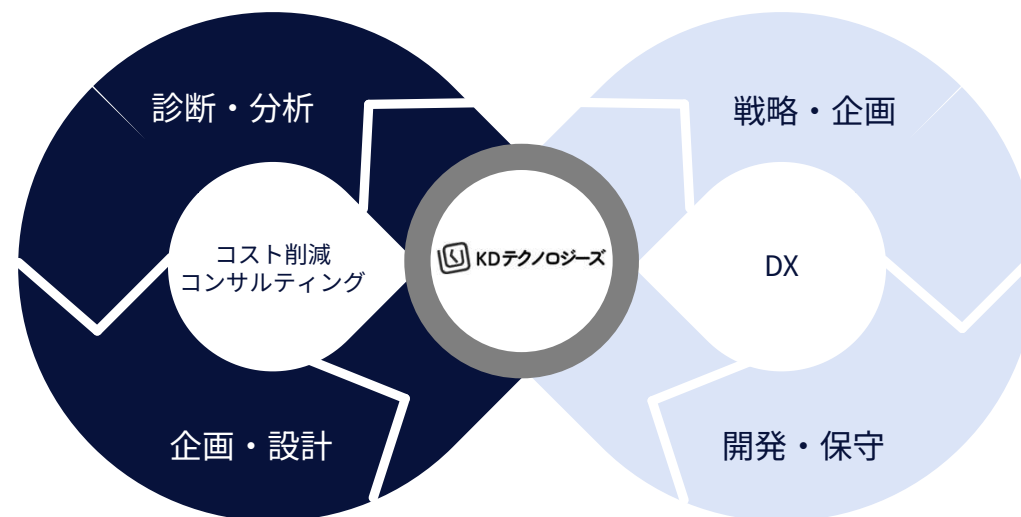 診断・分析
戦略・企画
コスト削減
コンサルティング
KDテクノロジーズ
DX
企画・設計
開発・保守